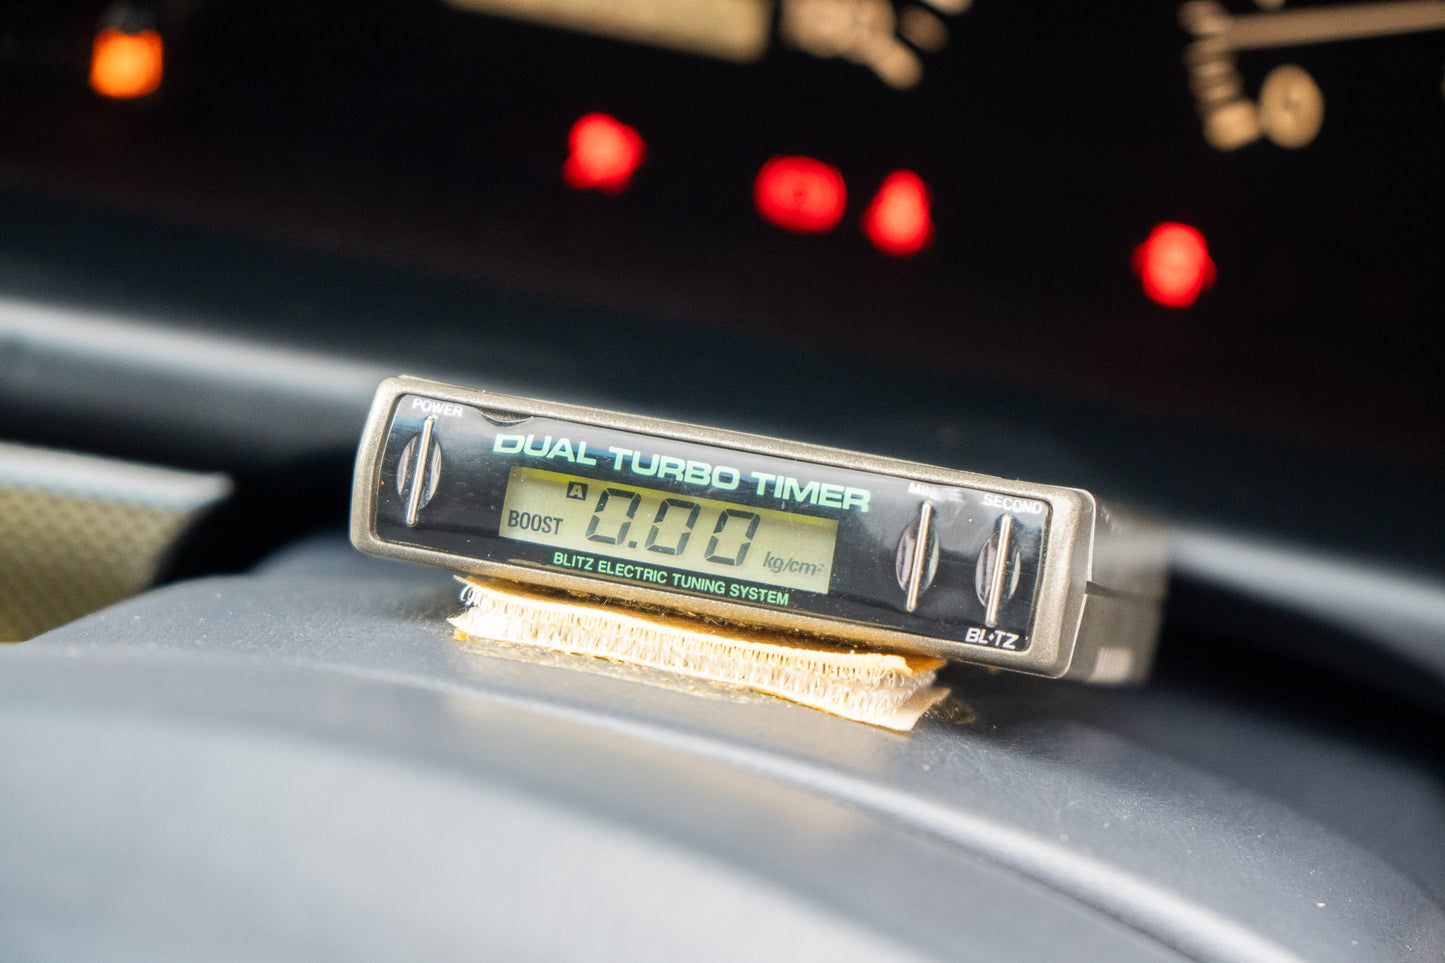 POWER
DUAL TURBO TIMER
MINUTE SECOND
A
BOOST 0.00 kg/cm²
BLITZ ELECTRIC TUNING SYSTEM
BLITZ